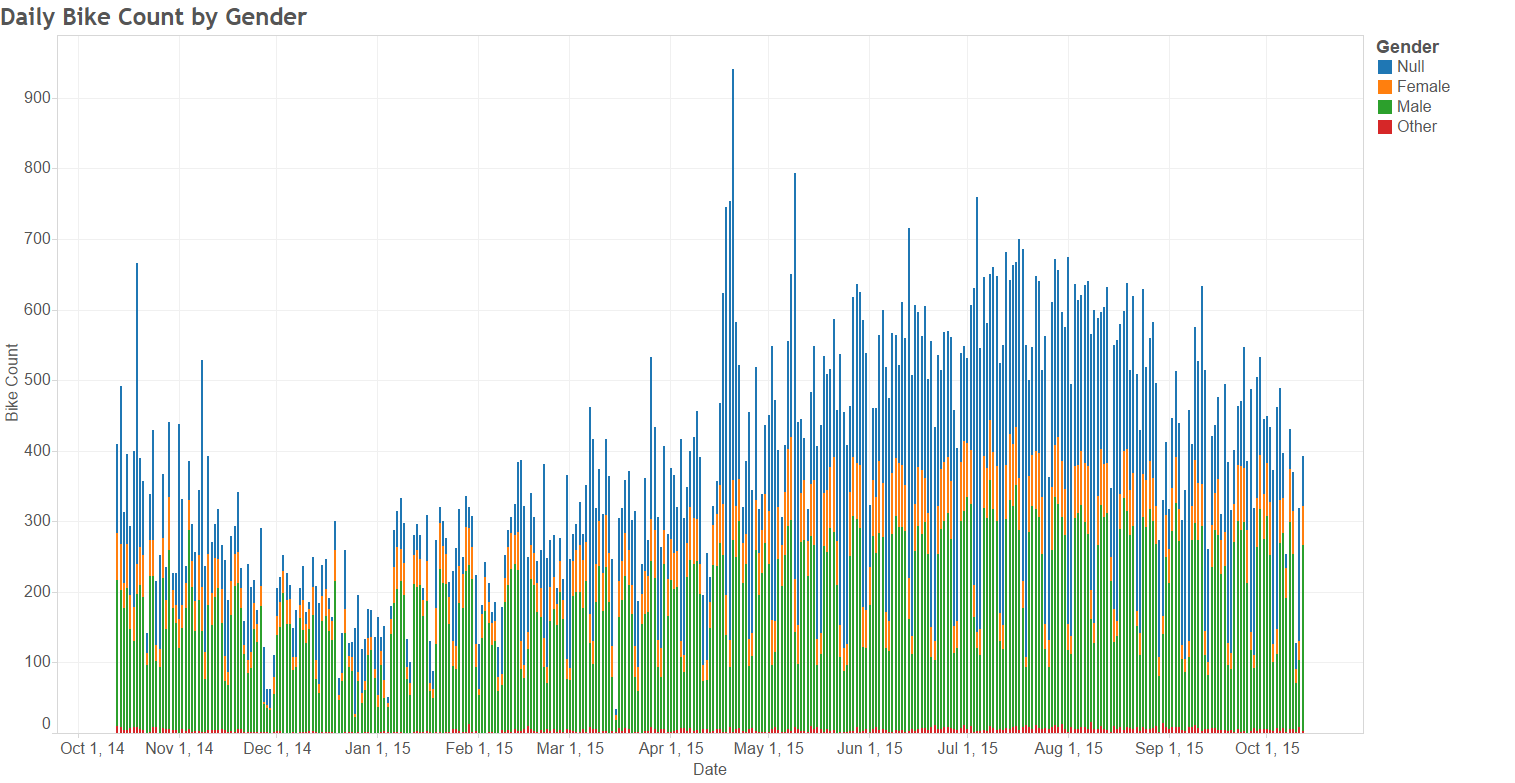 Daily Bike Count by Gender
Gender
Null
Female
Male
Other
Bike Count
900
800
700
600
500
400
300
200
100
0
Oct 1, 14 Nov 1, 14 Dec 1, 14 Jan 1, 15 Feb 1, 15 Mar 1, 15 Apr 1, 15 May 1, 15 Jun 1, 15 Jul 1, 15 Aug 1, 15 Sep 1, 15 Oct 1, 15
Date